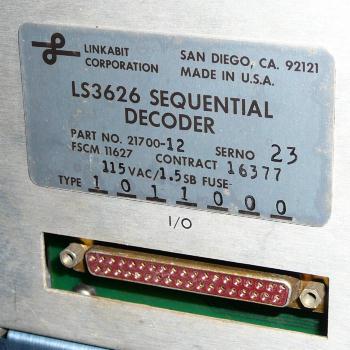 LINKABIT CORPORATION
SAN DIEGO, CA. 92121
MADE IN U.S.A.
LS3626 SEQUENTIAL
DECODER
PART NO. 21700-12 SERNO 23
FSCM 11627 CONTRACT 16377
115VAC/1.5SB FUSE
TYPE 1 0 1 1 0 0 0
I/O